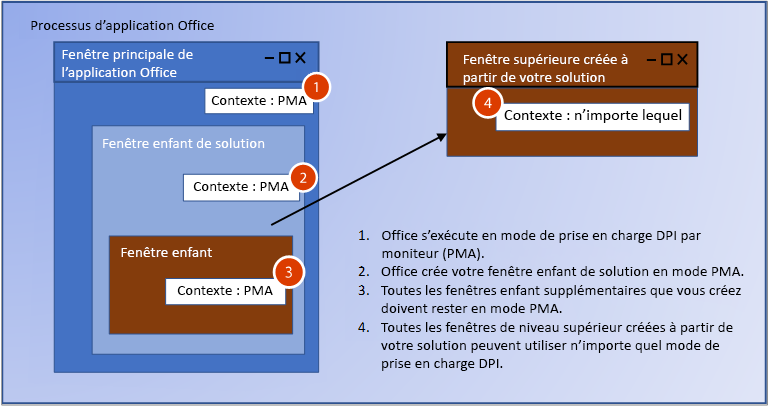 Processus d’application Office
Fenêtre principale de
l’application Office
1
Contexte : PMA
Fenêtre enfant de solution
2
Contexte : PMA
Fenêtre enfant
3
Contexte : PMA
Fenêtre supérieure créée à
partir de votre solution
4
Contexte : n’importe lequel
1. Office s’exécute en mode de prise en charge DPI par
moniteur (PMA).
2. Office crée votre fenêtre enfant de solution en mode PMA.
3. Toutes les fenêtres enfant supplémentaires que vous créez
doivent rester en mode PMA.
4. Toutes les fenêtres de niveau supérieur créées à partir de
votre solution peuvent utiliser n’importe quel mode de
prise en charge DPI.